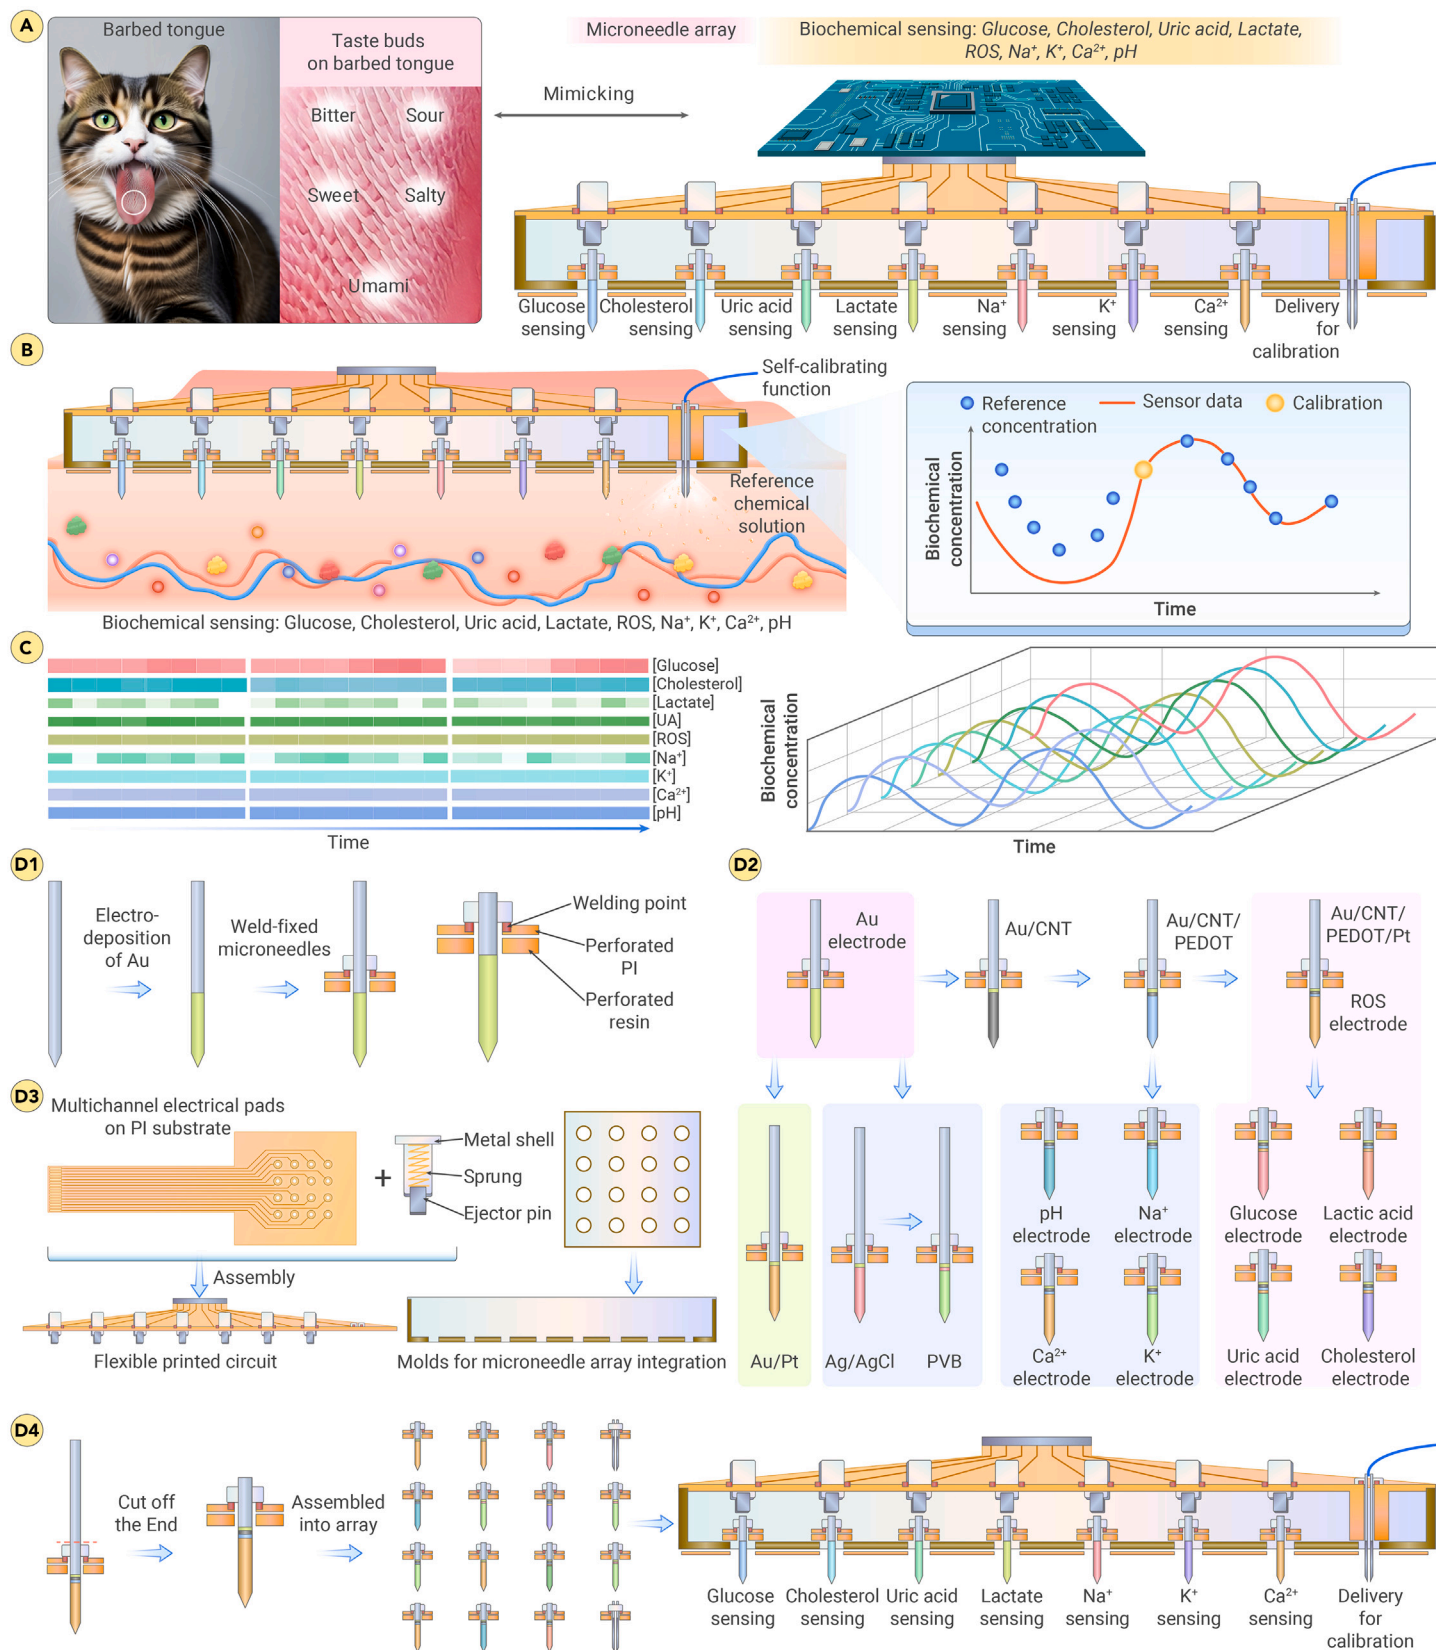 A
Barbed tongue
Taste buds
on barbed tongue
Bitter
Sour
Sweet
Salty
Umami
Mimicking
Microneedle array
Biochemical sensing: Glucose, Cholesterol, Uric acid, Lactate,
ROS, Na⁺, K⁺, Ca²⁺, pH
Glucose
sensing
Cholesterol
sensing
Uric acid
sensing
Lactate
sensing
Na⁺
sensing
K⁺
sensing
Ca²⁺
sensing
Delivery
for
calibration
B
Self-calibrating
function
Reference
chemical
solution
Biochemical sensing: Glucose, Cholesterol, Uric acid, Lactate, ROS, Na⁺, K⁺, Ca²⁺, pH
Reference
concentration
Sensor data
Calibration
Biochemical
concentration
Time
C
[Glucose]
[Cholesterol]
[Lactate]
[UA]
[ROS]
[Na⁺]
[K⁺]
[Ca²⁺]
[pH]
Time
Biochemical
concentration
Time
D1
Electro-
deposition
of Au
Weld-fixed
microneedles
Welding point
Perforated
PI
Perforated
resin
D2
Au
electrode
Au/CNT
Au/CNT/
PEDOT
Au/CNT/
PEDOT/Pt
ROS
electrode
Au/Pt
Ag/AgCl
PVB
pH
electrode
Na⁺
electrode
Ca²⁺
electrode
K⁺
electrode
Glucose
electrode
Lactic acid
electrode
Uric acid
electrode
Cholesterol
electrode
D3
Multichannel electrical pads
on PI substrate
+
Metal shell
Sprung
Ejector pin
Assembly
Flexible printed circuit
Molds for microneedle array integration
D4
Cut off
the End
Assembled
into array
Glucose
sensing
Cholesterol
sensing
Uric acid
sensing
Lactate
sensing
Na⁺
sensing
K⁺
sensing
Ca²⁺
sensing
Delivery
for
calibration